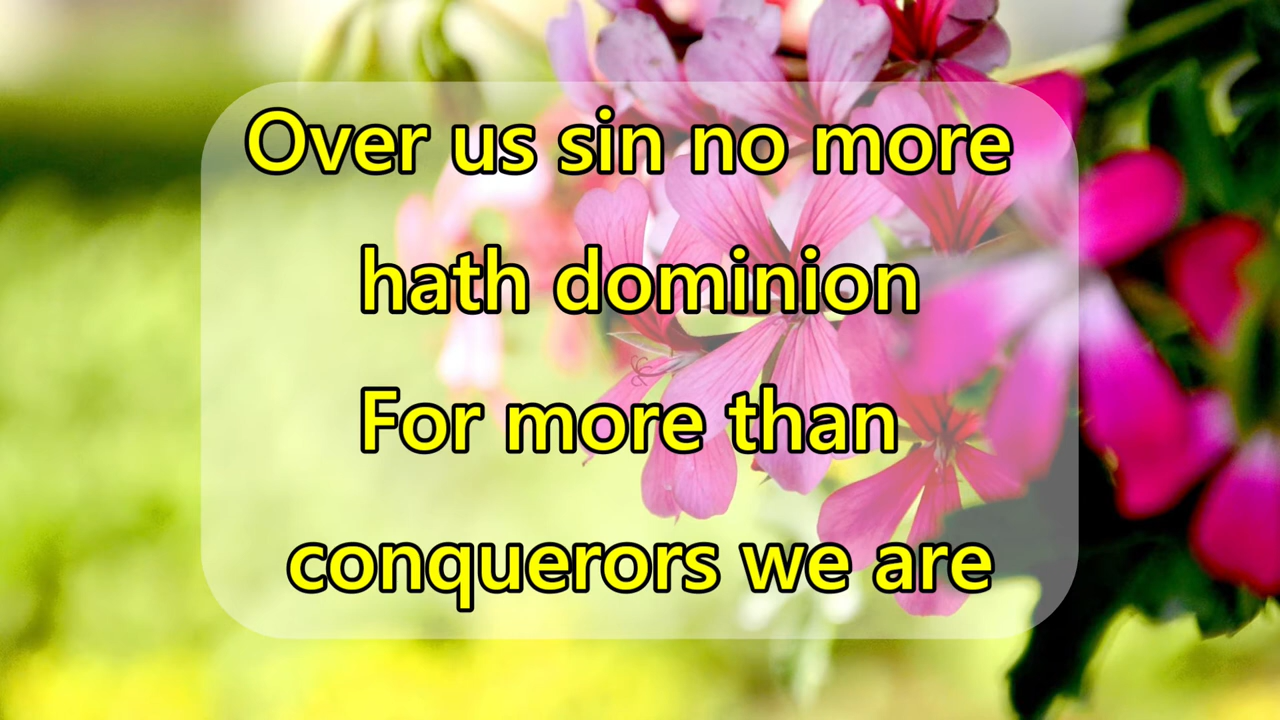 Over us sin no more
hath dominion
For more than
conquerors we are